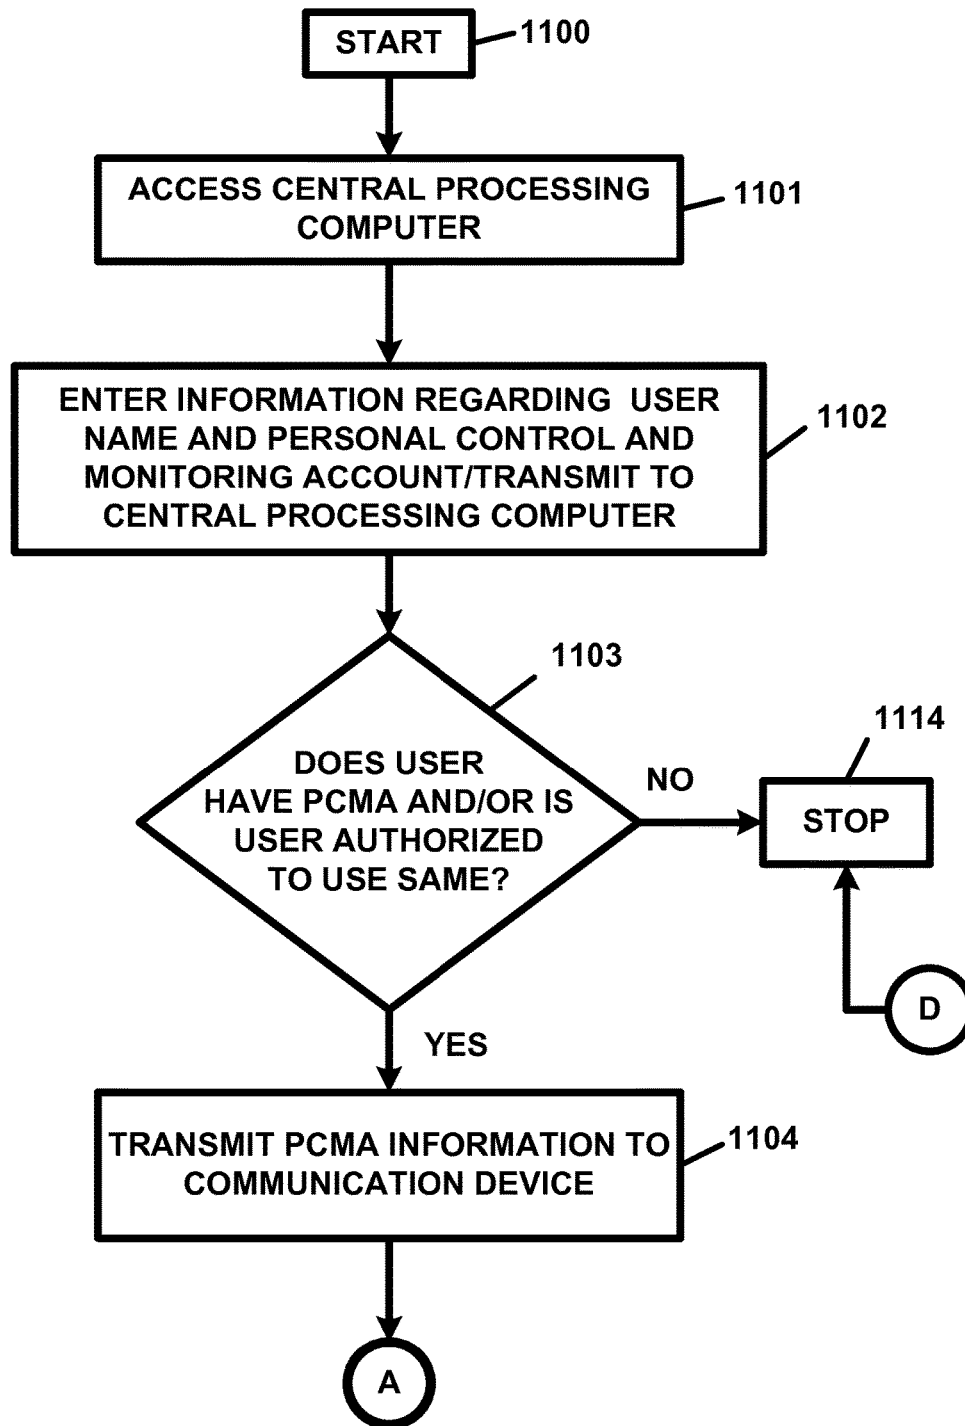 START
1100
ACCESS CENTRAL PROCESSING
COMPUTER
1101
ENTER INFORMATION REGARDING USER
NAME AND PERSONAL CONTROL AND
MONITORING ACCOUNT/TRANSMIT TO
CENTRAL PROCESSING COMPUTER
1102
1103
DOES USER
HAVE PCMA AND/OR IS
USER AUTHORIZED
TO USE SAME?
NO
1114
STOP
D
YES
TRANSMIT PCMA INFORMATION TO
COMMUNICATION DEVICE
1104
A